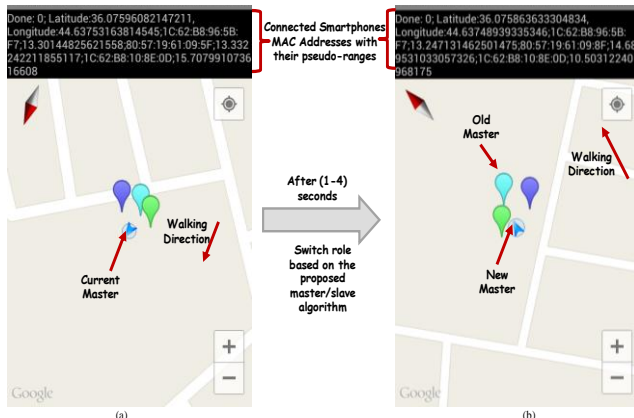 Done: 0; Latitude:36.07596082147211,
Longitude:44.63753163814545;1C:62:B8:96:5B:
F7;13.30144825621558;80:57:19:61:09:5F;13.332
242211855117;1C:62:B8:10:8E:0D;15.7079910736
16608
Connected Smartphones
MAC Addresses with
their pseudo-ranges
Done: 0; Latitude:36.075863633304834,
Longitude:44.63748939335346;1C:62:B8:96:5B:
F7;13.247131462501475;80:57:19:61:09:5F;14.68
9531033057326;1C:62:B8:10:8E:0D;10.50312240
968175
Walking
Direction
Current
Master
Google
(a)
After (1-4)
seconds
Switch role
based on the
proposed
master/slave
algorithm
Old
Master
Walking
Direction
New
Master
Google
(b)